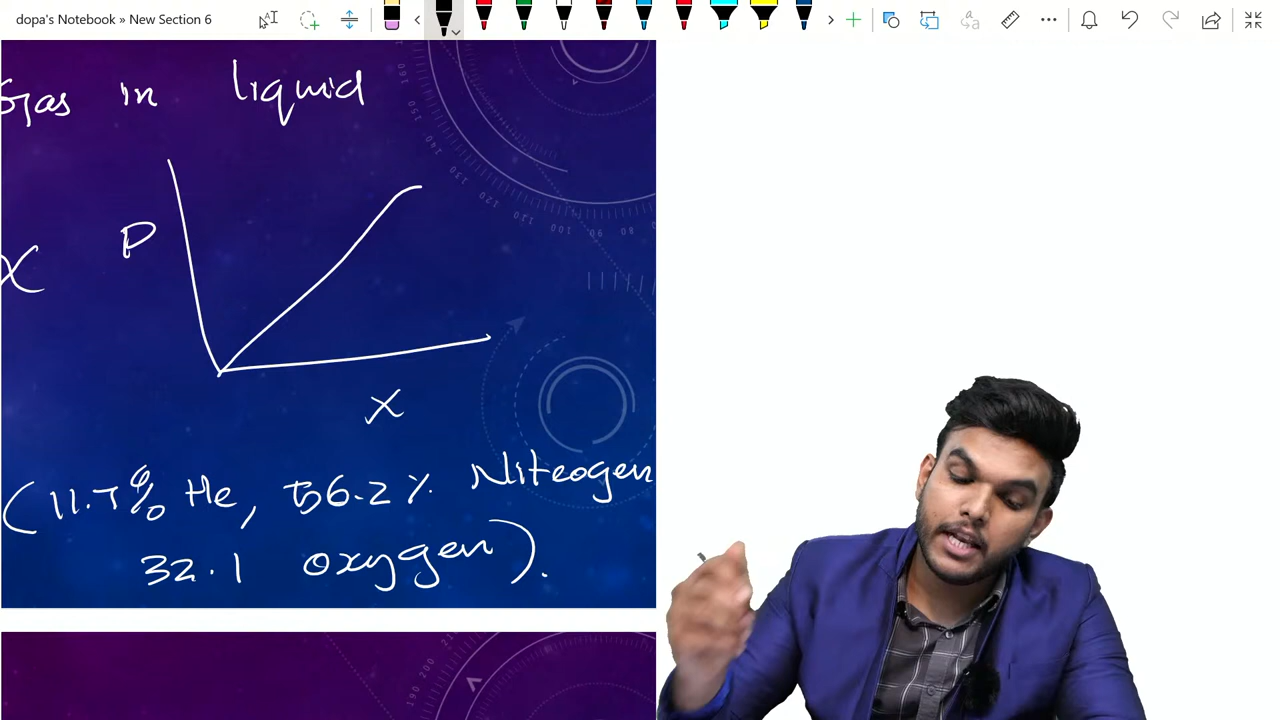 dopa's Notebook » New Section 6
Gas in liquid
P
X
X
(11.7% He, 56.2% Nitrogen
32.1 oxygen).